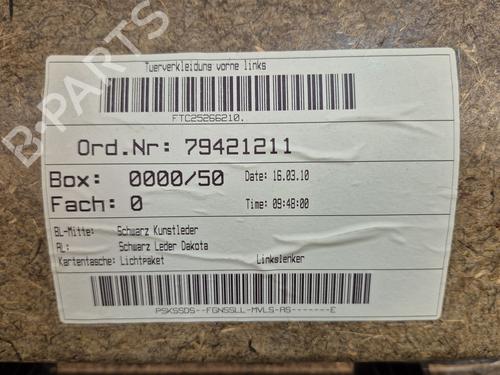 Tuerverkleidung vorne links
FTC25266210.
Ord.Nr: 79421211
Box: 0000/50 Date: 16.03.10
Fach: 0 Time: 09:48:00
BL-Mitte: Schwarz Kunstleder
AL: Schwarz Leder Dakota
Kartentasche: Lichtpaket Linkslenker
PSKSSDS--FGNSSLL-MVLS-AS-------E
B-PARTS